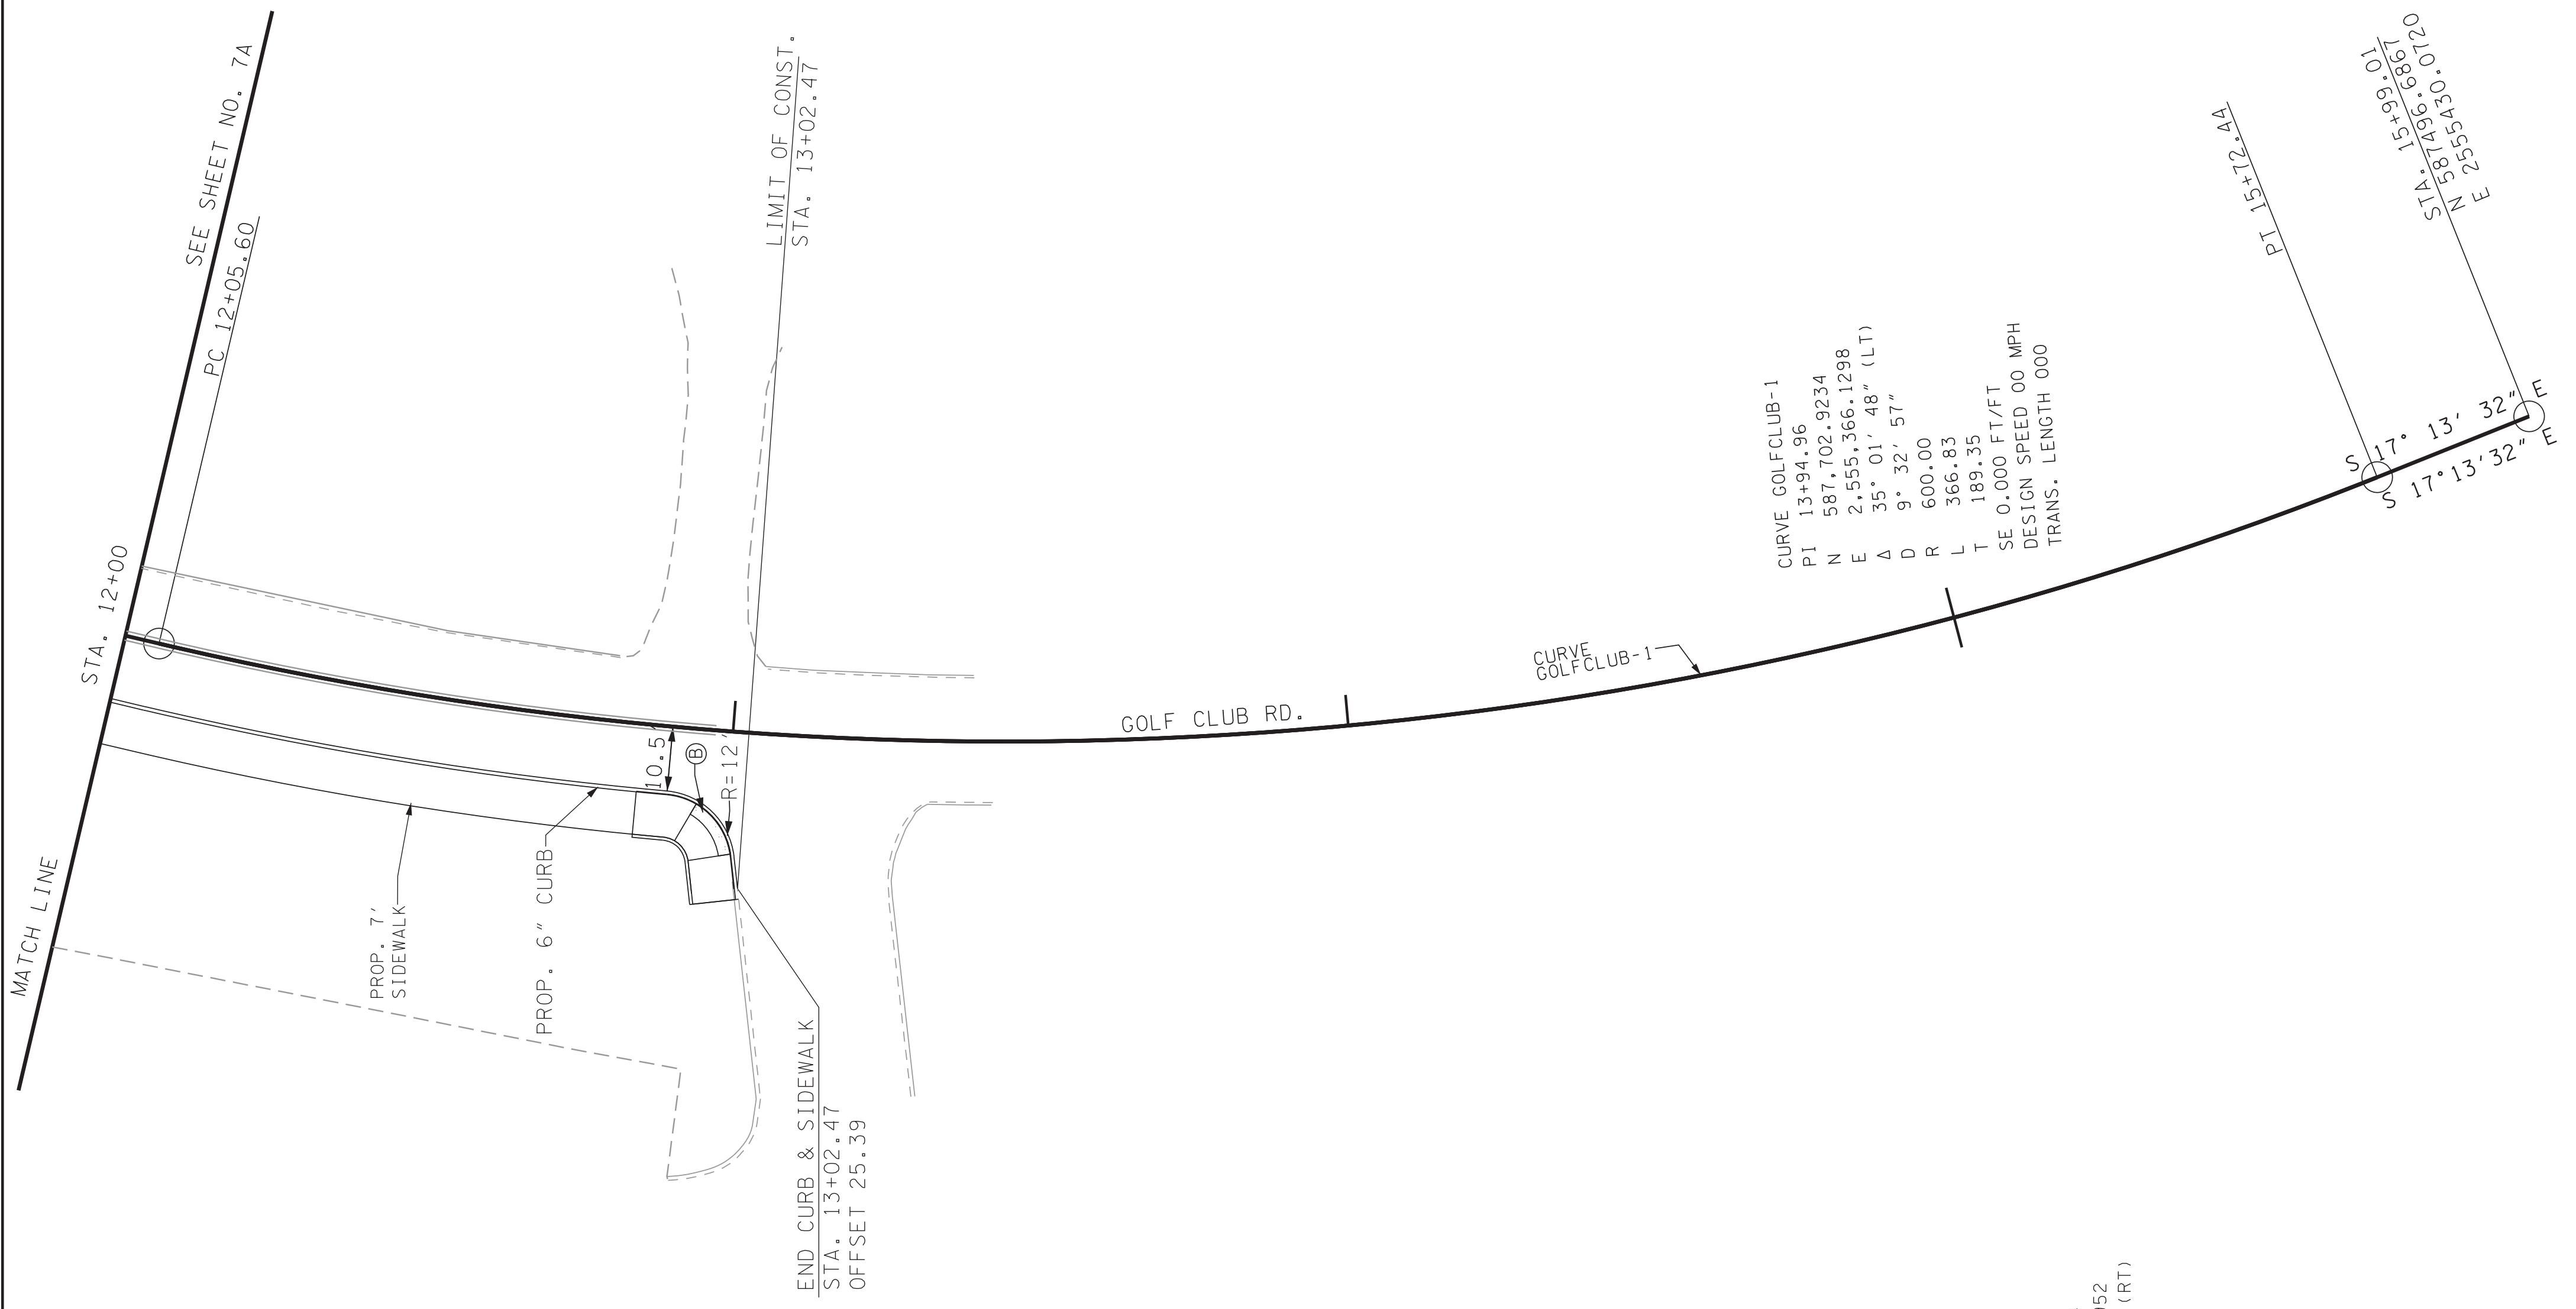 MATCH LINE
STA. 12+00
SEE SHEET NO. 7A
PC 12+05.60
LIMIT OF CONST.
STA. 13+02.47
PROP. 7'
SIDEWALK
PROP. 6" CURB
10.5'
B
R=12'
END CURB & SIDEWALK
STA. 13+02.47
OFFSET 25.39
GOLF CLUB RD.
CURVE
GOLFCLUB-1
CURVE GOLFCLUB-1
PI 13+94.96
N 587,702.9234
E 2,555,366.1298
Δ 35° 01' 48" (LT)
D 9° 32' 57"
R 600.00
L 366.83
T 189.35
SE 0.000 FT/FT
DESIGN SPEED 00 MPH
TRANS. LENGTH 000
PI 15+72.44
STA. 15+99.01
N 587496.6867
E 2555430.0720
S 17° 13' 32" E
S 17°13'32" E
(RT)